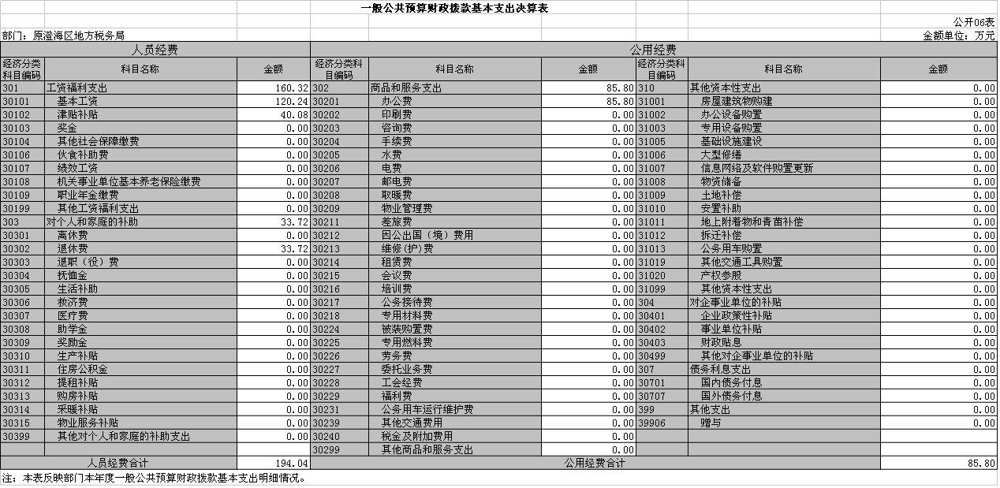 一般公共预算财政拨款基本支出决算表
公开06表
部门：原澄海区地方税务局 金额单位：万元
人员经费 公用经费
经济分类科目编码 科目名称 金额 经济分类科目编码 科目名称 金额 经济分类科目编码 科目名称 金额
301 工资福利支出 160.32 302 商品和服务支出 85.80 310 其他资本性支出 0.00
30101 基本工资 120.24 30201 办公费 85.80 31001 房屋建筑物购建 0.00
30102 津贴补贴 40.08 30202 印刷费 0.00 31002 办公设备购置 0.00
30103 奖金 0.00 30203 咨询费 0.00 31003 专用设备购置 0.00
30104 其他社会保障缴费 0.00 30204 手续费 0.00 31005 基础设施建设 0.00
30106 伙食补助费 0.00 30205 水费 0.00 31006 大型修缮 0.00
30107 绩效工资 0.00 30206 电费 0.00 31007 信息网络及软件购置更新 0.00
30108 机关事业单位基本养老保险缴费 0.00 30207 邮电费 0.00 31008 物资储备 0.00
30109 职业年金缴费 0.00 30208 取暖费 0.00 31009 土地补偿 0.00
30199 其他工资福利支出 0.00 30209 物业管理费 0.00 31010 安置补助 0.00
303 对个人和家庭的补助 33.72 30211 差旅费 0.00 31011 地上附着物和青苗补偿 0.00
30301 离休费 0.00 30212 因公出国（境）费用 0.00 31012 拆迁补偿 0.00
30302 退休费 33.72 30213 维修(护)费 0.00 31013 公务用车购置 0.00
30303 退职（役）费 0.00 30214 租赁费 0.00 31019 其他交通工具购置 0.00
30304 抚恤金 0.00 30215 会议费 0.00 31020 产权参股 0.00
30305 生活补助 0.00 30216 培训费 0.00 31099 其他资本性支出 0.00
30306 救济费 0.00 30217 公务接待费 0.00 304 对企事业单位的补贴 0.00
30307 医疗费 0.00 30218 专用材料费 0.00 30401 企业政策性补贴 0.00
30308 助学金 0.00 30224 被装购置费 0.00 30402 事业单位补贴 0.00
30309 奖励金 0.00 30225 专用燃料费 0.00 30403 财政贴息 0.00
30310 生产补贴 0.00 30226 劳务费 0.00 30499 其他对企事业单位的补贴 0.00
30311 住房公积金 0.00 30227 委托业务费 0.00 307 债务利息支出 0.00
30312 提租补贴 0.00 30228 工会经费 0.00 30701 国内债务付息 0.00
30313 购房补贴 0.00 30229 福利费 0.00 30707 国外债务付息 0.00
30314 采暖补贴 0.00 30231 公务用车运行维护费 0.00 399 其他支出 0.00
30315 物业服务补贴 0.00 30239 其他交通费用 0.00 39906 赠与 0.00
30399 其他对个人和家庭的补助支出 0.00 30240 税金及附加费用 0.00
30299 其他商品和服务支出 0.00
人员经费合计 194.04 公用经费合计 85.80
注：本表反映部门本年度一般公共预算财政拨款基本支出明细情况。